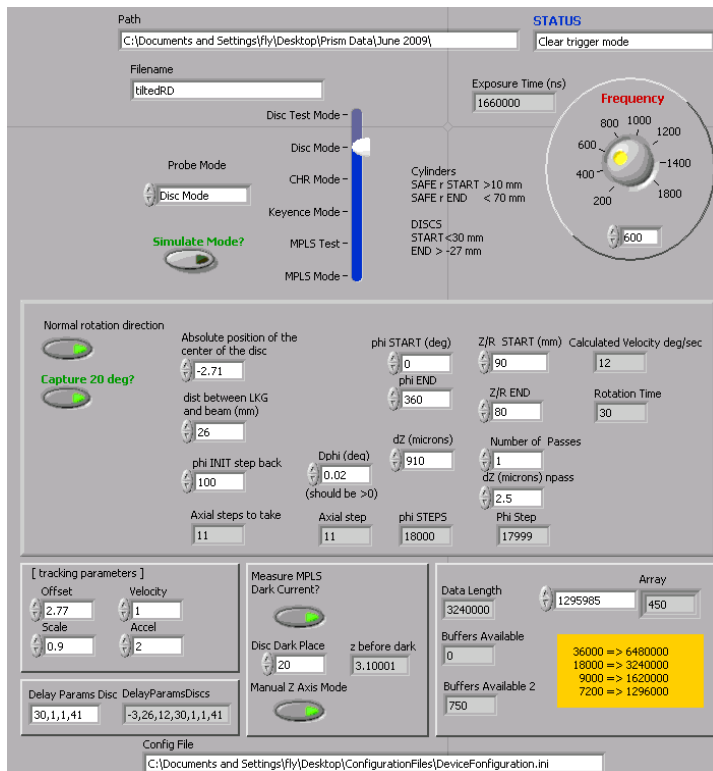 Path
STATUS
C:\Documents and Settings\fly\Desktop\Prism Data\June 2009\
Clear trigger mode
Filename
tiltedRD
Exposure Time (ns)
1660000
Frequency
200
400
600
800
1000
1200
1400
1800
600
Disc Test Mode
Disc Mode
CHR Mode
Keyence Mode
MPLS Test
MPLS Mode
Probe Mode
Disc Mode
Simulate Mode?
Cylinders
SAFE r START >10 mm
SAFE r END < 70 mm
DISCS
START<30 mm
END > -27 mm
Normal rotation direction
Capture 20 deg?
Absolute position of the
center of the disc
-2.71
dist between LKG
and beam (mm)
26
phi INIT step back
100
Axial steps to take
11
Dphi (deg)
0.02
(should be >0)
Axial step
11
phi START (deg)
0
phi END
360
dZ (microns)
910
phi STEPS
18000
Z/R START (mm)
90
Z/R END
80
Number of Passes
1
dZ (microns) npass
2.5
Phi Step
17999
Calculated Velocity deg/sec
12
Rotation Time
30
[ tracking parameters ]
Offset
2.77
Velocity
1
Scale
0.9
Accel
2
Delay Params Disc
30,1,1,41
DelayParamsDiscs
-3,26,12,30,1,1,41
Measure MPLS
Dark Current?
Disc Dark Place
20
z before dark
3.10001
Manual Z Axis Mode
Data Length
3240000
Buffers Available
0
Buffers Available 2
750
1295985
Array
450
36000 => 6480000
18000 => 3240000
9000 => 1620000
7200 => 1296000
Config File
C:\Documents and Settings\fly\Desktop\ConfigurationFiles\DeviceFonfiguration.ini